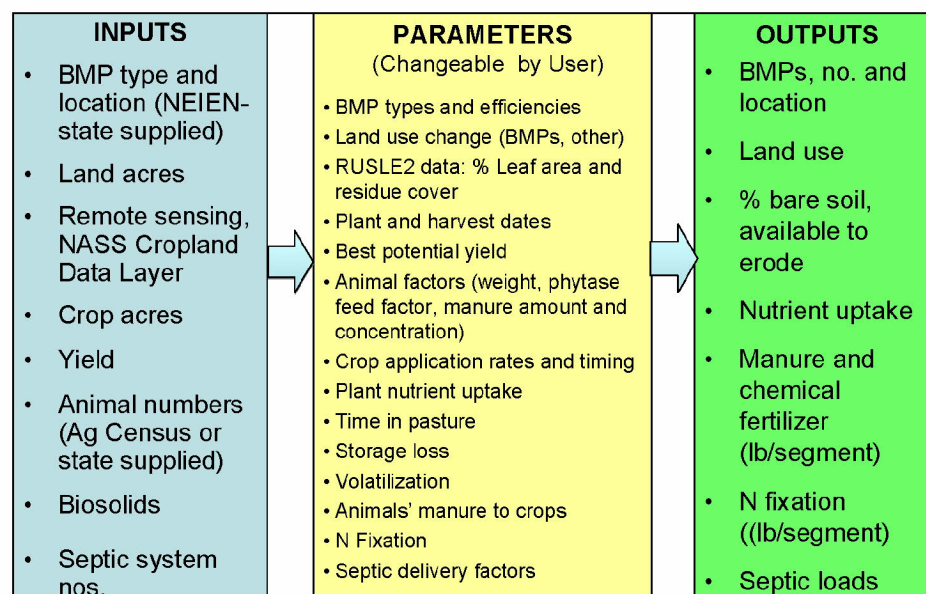 INPUTS
• BMP type and
location (NEIEN-
state supplied)
• Land acres
• Remote sensing,
NASS Cropland
Data Layer
• Crop acres
• Yield
• Animal numbers
(Ag Census or
state supplied)
• Biosolids
• Septic system
nos.
PARAMETERS
(Changeable by User)
• BMP types and efficiencies
• Land use change (BMPs, other)
• RUSLE2 data: % Leaf area and
residue cover
• Plant and harvest dates
• Best potential yield
• Animal factors (weight, phytase
feed factor, manure amount and
concentration)
• Crop application rates and timing
• Plant nutrient uptake
• Time in pasture
• Storage loss
• Volatilization
• Animals' manure to crops
• N Fixation
• Septic delivery factors
OUTPUTS
• BMPs, no. and
location
• Land use
• % bare soil,
available to
erode
• Nutrient uptake
• Manure and
chemical
fertilizer
(lb/segment)
• N fixation
((lb/segment)
• Septic loads